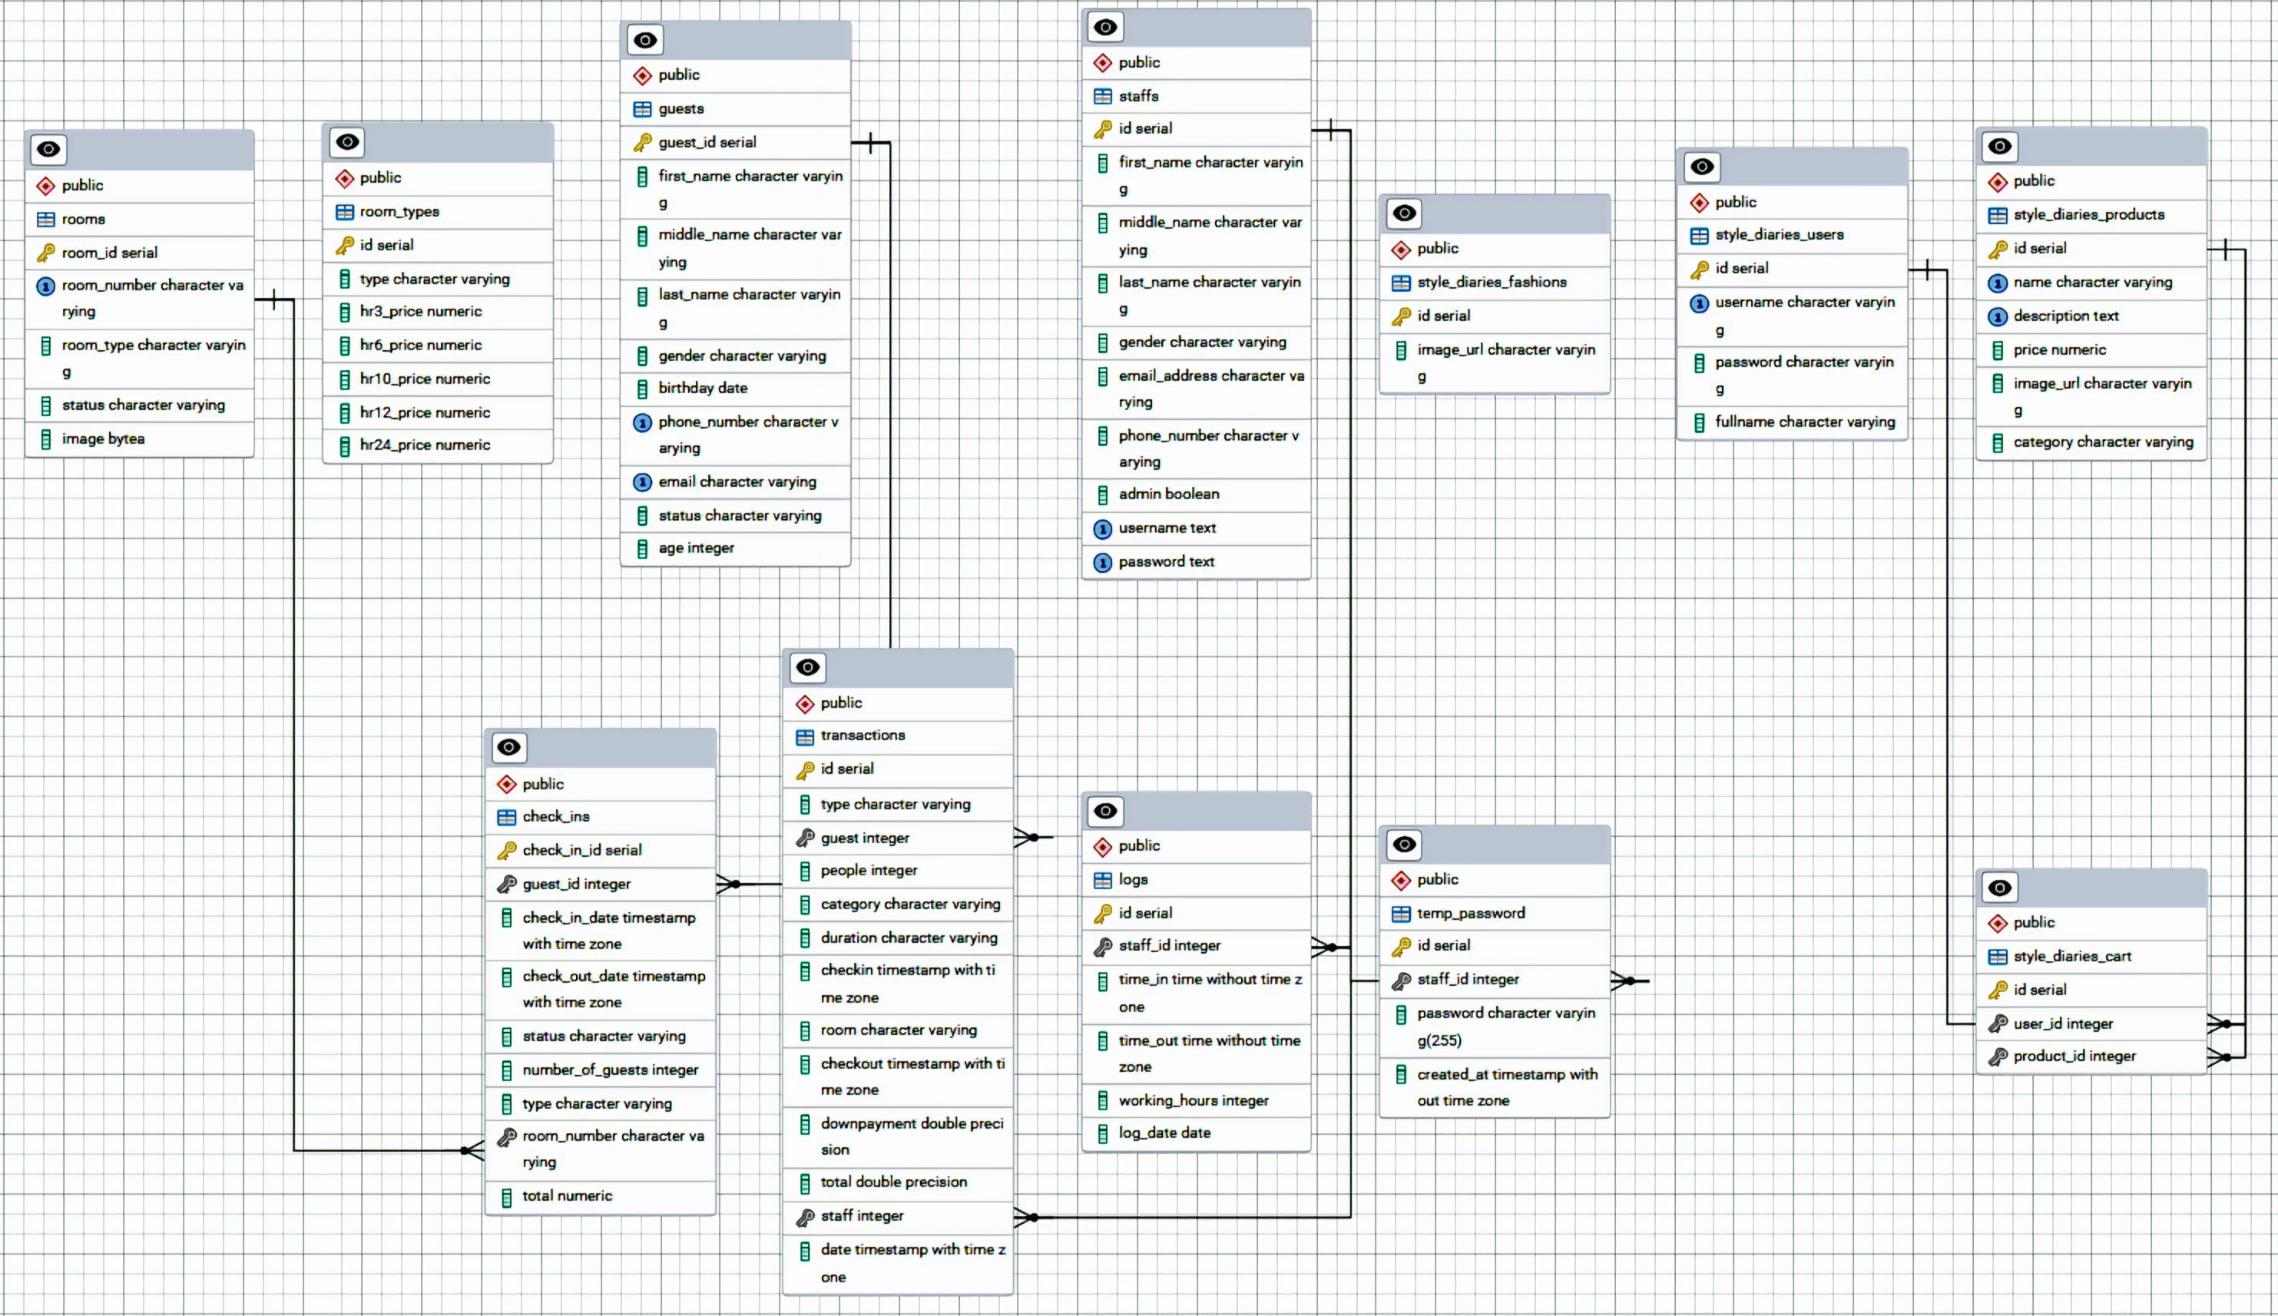 public
rooms
room_id serial
room_number character va
rying
room_type character varyin
g
status character varying
image bytea
public
room_types
id serial
type character varying
hr3_price numeric
hr6_price numeric
hr10_price numeric
hr12_price numeric
hr24_price numeric
public
guests
guest_id serial
first_name character varyin
g
middle_name character var
ying
last_name character varyin
g
gender character varying
birthday date
phone_number character v
arying
email character varying
status character varying
age integer
public
staffs
id serial
first_name character varyin
g
middle_name character var
ying
last_name character varyin
g
gender character varying
email_address character va
rying
phone_number character v
arying
admin boolean
username text
password text
public
style_diaries_fashions
id serial
image_url character varyin
g
public
style_diaries_users
id serial
username character varyin
g
password character varyin
g
fullname character varying
public
style_diaries_products
id serial
name character varying
description text
price numeric
image_url character varyin
g
category character varying
public
check_ins
check_in_id serial
guest_id integer
check_in_date timestamp
with time zone
check_out_date timestamp
with time zone
status character varying
number_of_guests integer
type character varying
room_number character va
rying
total numeric
public
transactions
id serial
type character varying
guest integer
people integer
category character varying
duration character varying
checkin timestamp with ti
me zone
room character varying
checkout timestamp with ti
me zone
downpayment double preci
sion
total double precision
staff integer
date timestamp with time z
one
public
logs
id serial
staff_id integer
time_in time without time z
one
time_out time without time
zone
working_hours integer
log_date date
public
temp_password
id serial
staff_id integer
password character varyin
g(255)
created_at timestamp with
out time zone
public
style_diaries_cart
id serial
user_id integer
product_id integer